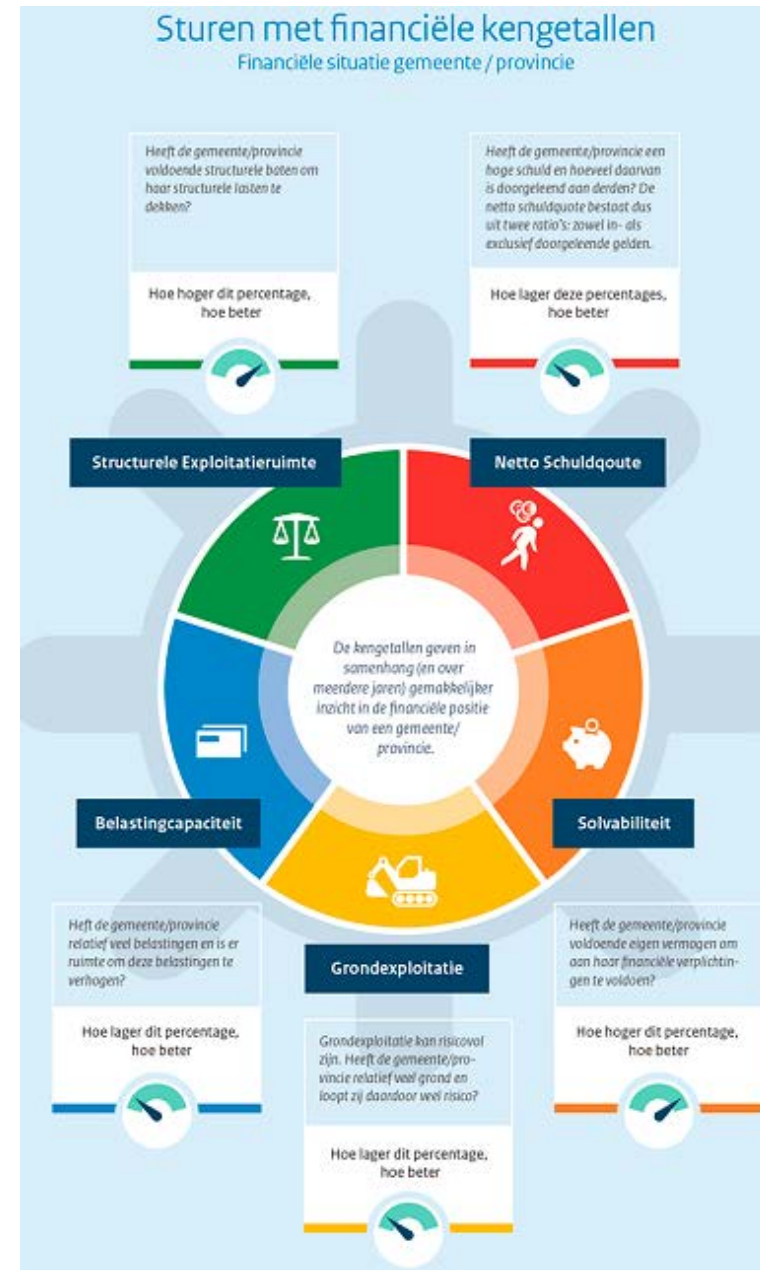 Sturen met financiële kengetallen
Financiële situatie gemeente / provincie
Heeft de gemeente/provincie
voldoende structurele baten om
haar structurele lasten te
dekken?
Hoe hoger dit percentage,
hoe beter
Heeft de gemeente/provincie een
hoge schuld en hoeveel daarvan
is doorgeleend aan derden? De
netto schuldquote bestaat dus
uit twee ratio's: zowel in- als
exclusief doorgeleende gelden.
Hoe lager deze percentages,
hoe beter
Structurele Exploitatieruimte
Netto Schuldqoute
De kengetallen geven in
samenhang (en over
meerdere jaren) gemakkelijker
inzicht in de financiële positie
van een gemeente/
provincie.
Belastingcapaciteit
Solvabiliteit
Heft de gemeente/provincie
relatief veel belastingen en is er
ruimte om deze belastingen te
verhogen?
Hoe lager dit percentage,
hoe beter
Grondexploitatie
Grondexploitatie kan risicovol
zijn. Heeft de gemeente/pro-
vincie relatief veel grond en
loopt zij daardoor veel risico?
Hoe lager dit percentage,
hoe beter
Heeft de gemeente/provincie
voldoende eigen vermogen om
aan haar financiële verplichtin-
gen te voldoen?
Hoe hoger dit percentage,
hoe beter